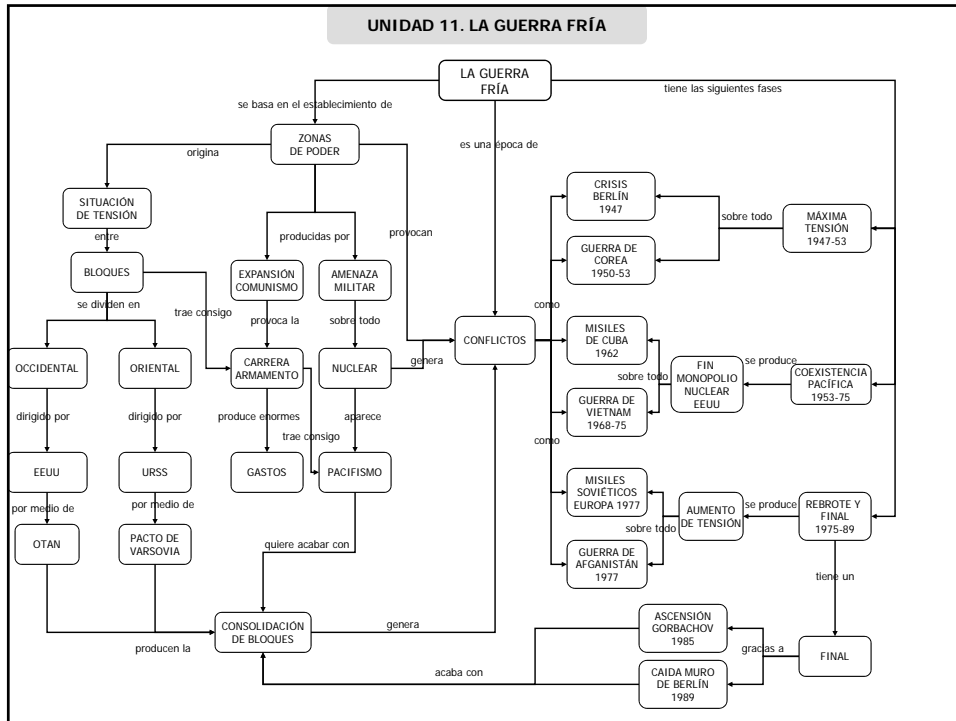 UNIDAD 11. LA GUERRA FRÍA
LA GUERRA
FRÍA
se basa en el establecimiento de
tiene las siguientes fases
ZONAS
DE PODER
origina
es una época de
SITUACIÓN
DE TENSIÓN
CRISIS
BERLÍN
1947
MÁXIMA
TENSIÓN
1947-53
sobre todo
entre
producidas por
provocan
BLOQUES
EXPANSIÓN
COMUNISMO
AMENAZA
MILITAR
GUERRA DE
COREA
1950-53
se dividen en
trae consigo
provoca la
sobre todo
como
OCCIDENTAL
ORIENTAL
CARRERA
ARMAMENTO
NUCLEAR
genera
CONFLICTOS
MISILES
DE CUBA
1962
sobre todo
FIN
MONOPOLIO
NUCLEAR
EEUU
se produce
COEXISTENCIA
PACÍFICA
1953-75
dirigido por
dirigido por
produce enormes
aparece
GUERRA DE
VIETNAM
1968-75
trae consigo
como
EEUU
URSS
GASTOS
PACIFISMO
MISILES
SOVIÉTICOS
EUROPA 1977
por medio de
por medio de
AUMENTO
DE TENSIÓN
se produce
REBROTE Y
FINAL
1975-89
sobre todo
OTAN
PACTO DE
VARSOVIA
quiere acabar con
GUERRA DE
AFGANISTÁN
1977
tiene un
CONSOLIDACIÓN
DE BLOQUES
genera
producen la
ASCENSIÓN
GORBACHOV
1985
gracias a
FINAL
acaba con
CAIDA MURO
DE BERLÍN
1989